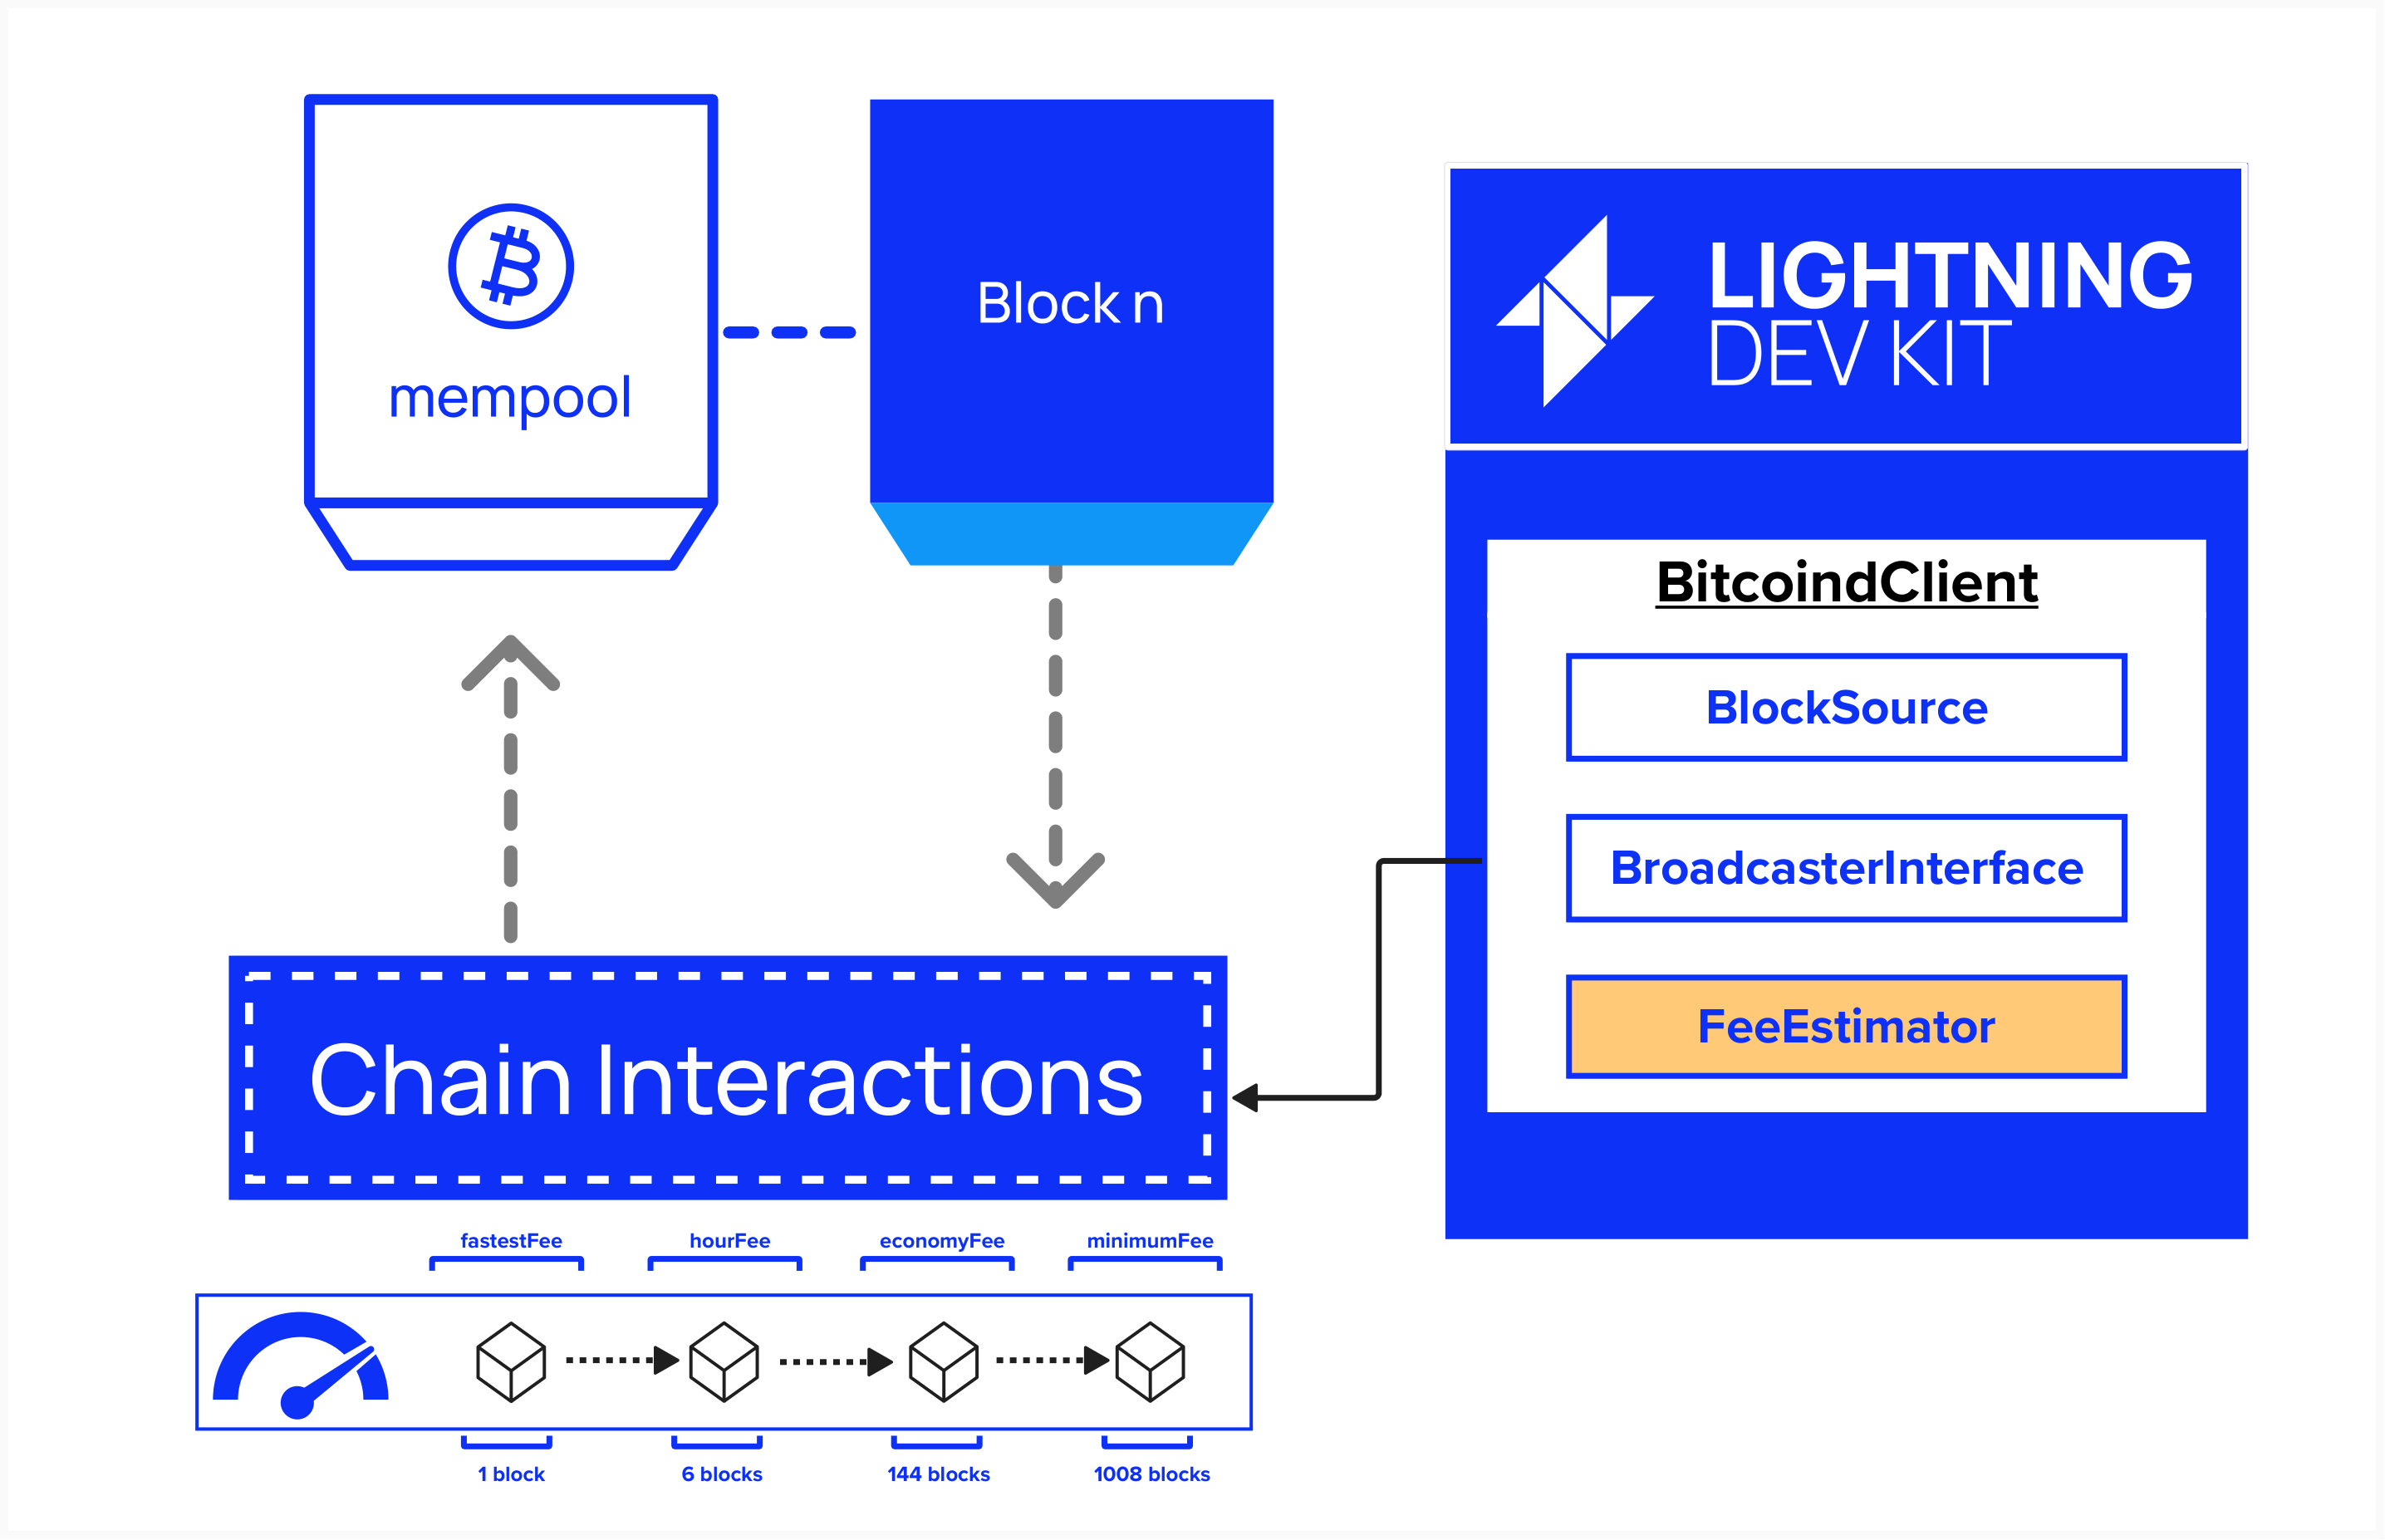 mempool
Block n
LIGHTNING
DEV KIT
BitcoindClient
BlockSource
BroadcasterInterface
FeeEstimator
Chain Interactions
fastestFee
hourFee
economyFee
minimumFee
1 block
6 blocks
144 blocks
1008 blocks